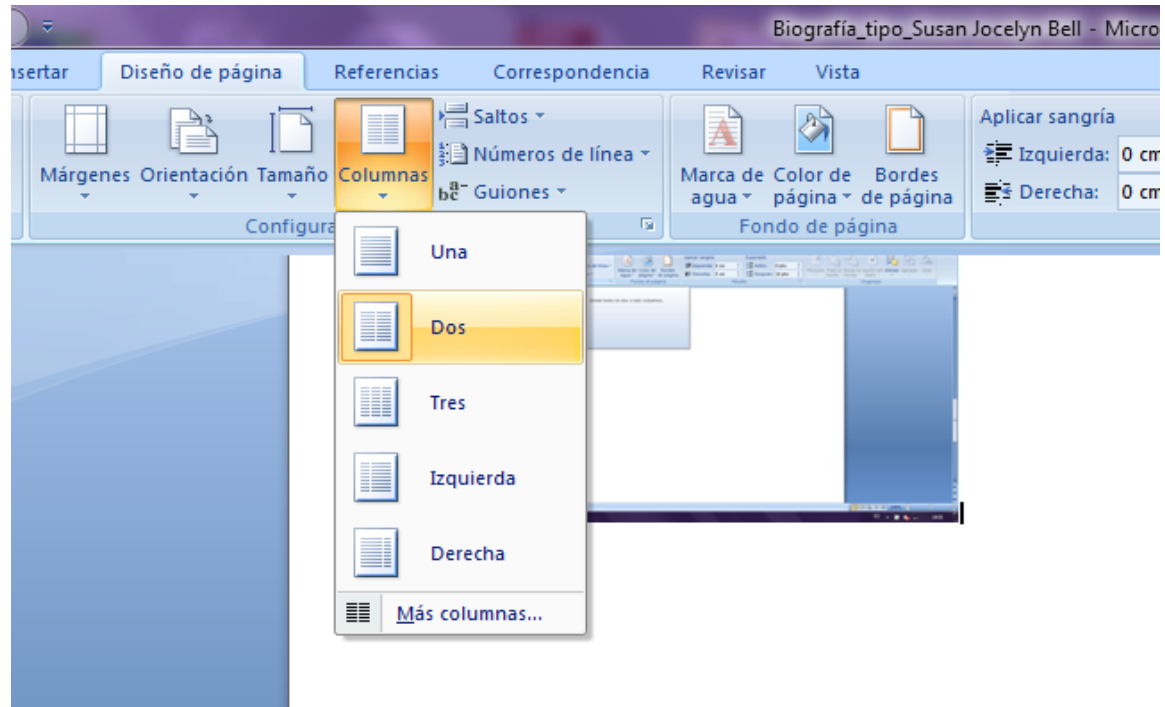 Biografía_tipo_Susan Jocelyn Bell - Micro
nsertar Diseño de página Referencias Correspondencia Revisar Vista
Márgenes Orientación Tamaño Columnas
Saltos
Números de línea
Guiones
Configura
Marca de agua Color de página Bordes de página
Fondo de página
Aplicar sangría
Izquierda: 0 cm
Derecha: 0 cm
Una
Dos
Tres
Izquierda
Derecha
Más columnas...